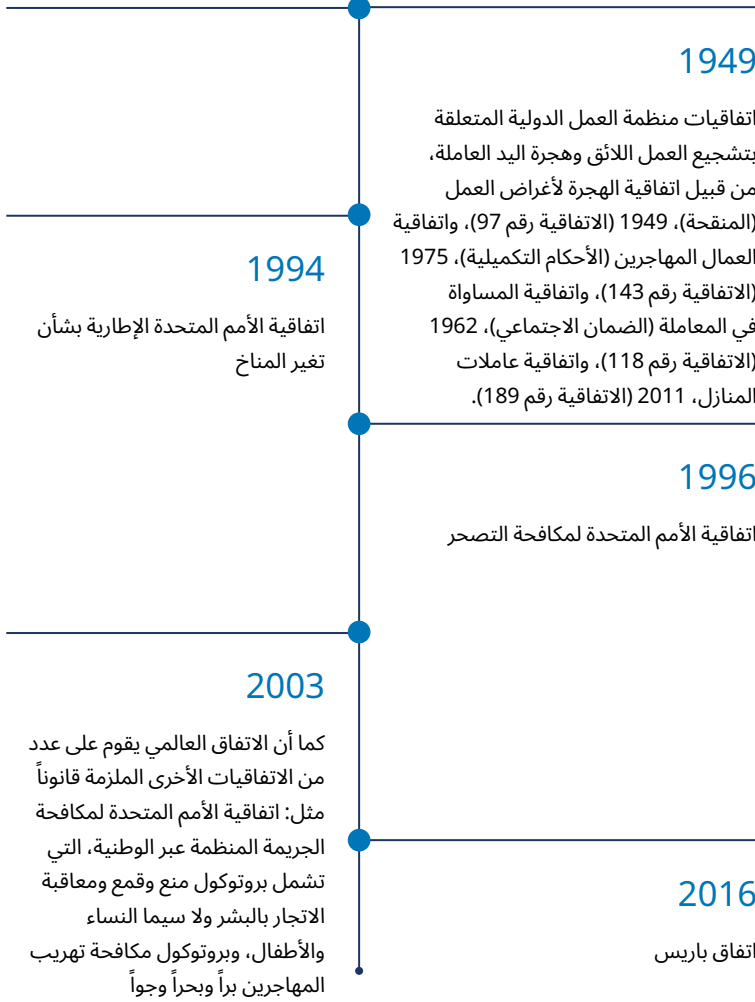 1949
اتفاقيات منظمة العمل الدولية المتعلقة
بتشجيع العمل اللائق وهجرة اليد العاملة،
من قبيل اتفاقية الهجرة لأغراض العمل
(المنقحة)، 1949 (الاتفاقية رقم 97)، واتفاقية
العمال المهاجرين (الأحكام التكميلية)، 1975
(الاتفاقية رقم 143)، واتفاقية المساواة
في المعاملة (الضمان الاجتماعي)، 1962
(الاتفاقية رقم 118)، واتفاقية عاملات
المنازل، 2011 (الاتفاقية رقم 189).
1994
اتفاقية الأمم المتحدة الإطارية بشأن
تغير المناخ
1996
اتفاقية الأمم المتحدة لمكافحة التصحر
2003
كما أن الاتفاق العالمي يقوم على عدد
من الاتفاقيات الأخرى الملزمة قانوناً
مثل: اتفاقية الأمم المتحدة لمكافحة
الجريمة المنظمة عبر الوطنية، التي
تشمل بروتوكول منع وقمع ومعاقبة
الاتجار بالبشر ولا سيما النساء
والأطفال، وبروتوكول مكافحة تهريب
المهاجرين براً وبحراً وجواً
2016
اتفاق باريس